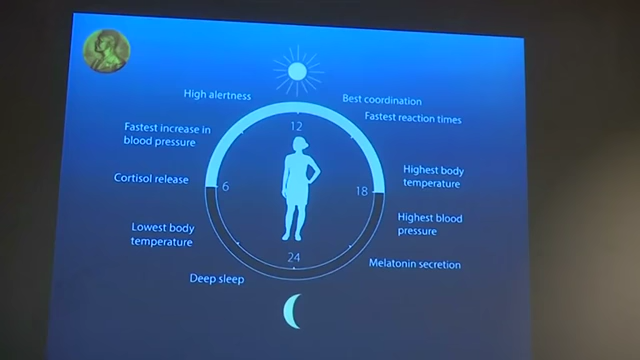 High alertness
Best coordination
Fastest reaction times
Fastest increase in
blood pressure
12
Highest body
temperature
Cortisol release
6
18
Highest blood
pressure
Lowest body
temperature
24
Melatonin secretion
Deep sleep